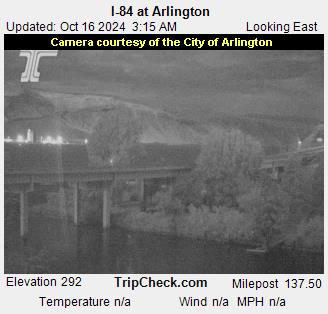 I-84 at Arlington
Updated: Oct 16 2024 3:15 AM Looking East
Camera courtesy of the City of Arlington
Elevation 292 TripCheck.com Milepost 137.50
Temperature n/a Wind n/a MPH n/a